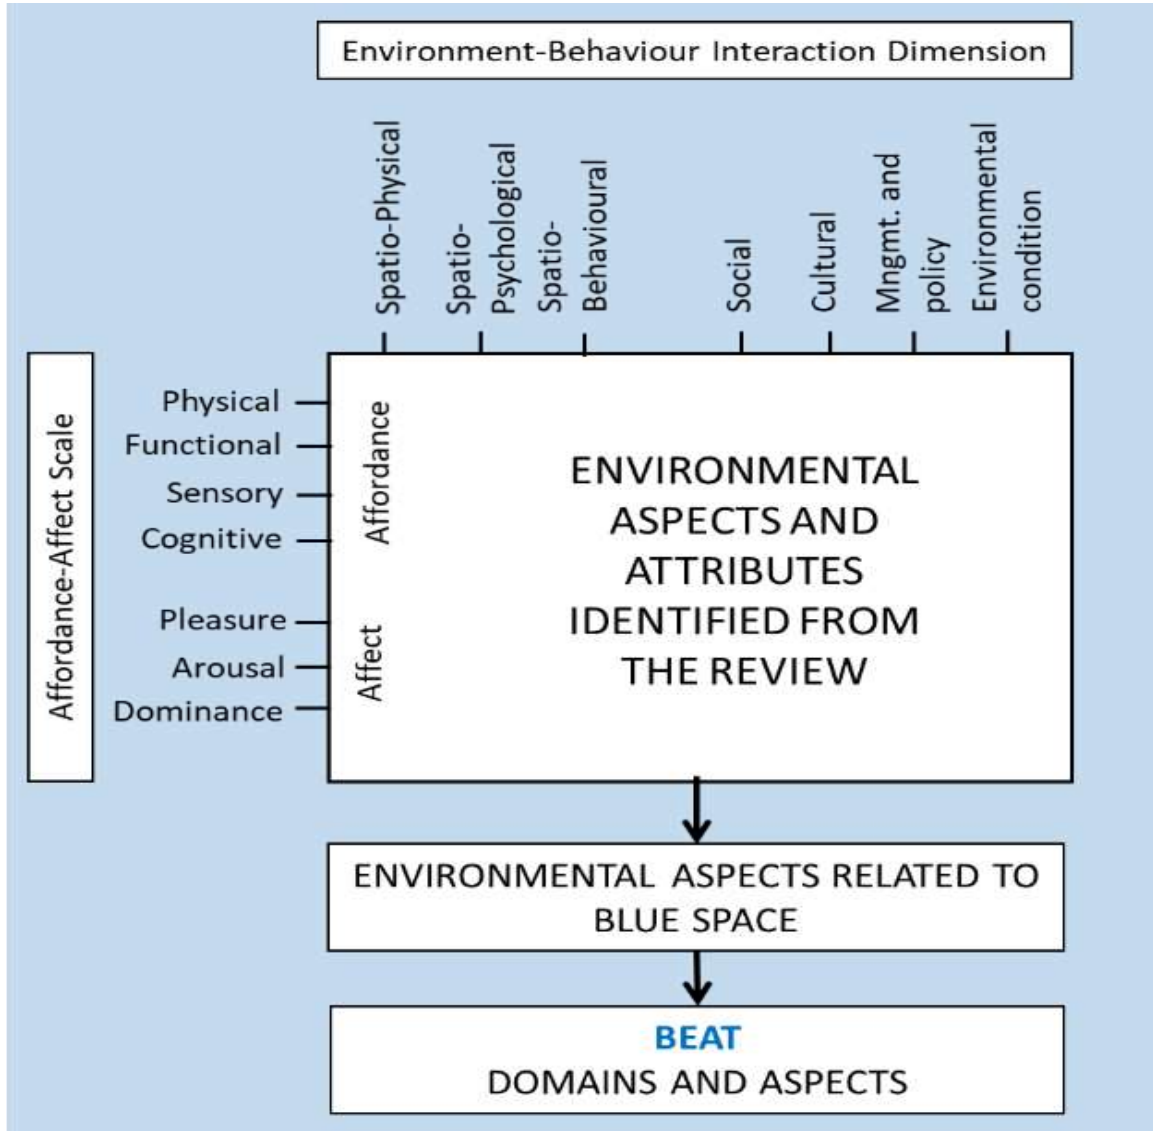 Environment-Behaviour Interaction Dimension
Spatio-Physical
Spatio-
Psychological
Spatio-
Behavioural
Social
Cultural
Mngmt. and
policy
Environmental
condition
Affordance-Affect Scale
Physical
Functional
Sensory
Cognitive
Pleasure
Arousal
Dominance
Affordance
Affect
ENVIRONMENTAL
ASPECTS AND
ATTRIBUTES
IDENTIFIED FROM
THE REVIEW
ENVIRONMENTAL ASPECTS RELATED TO
BLUE SPACE
BEAT
DOMAINS AND ASPECTS